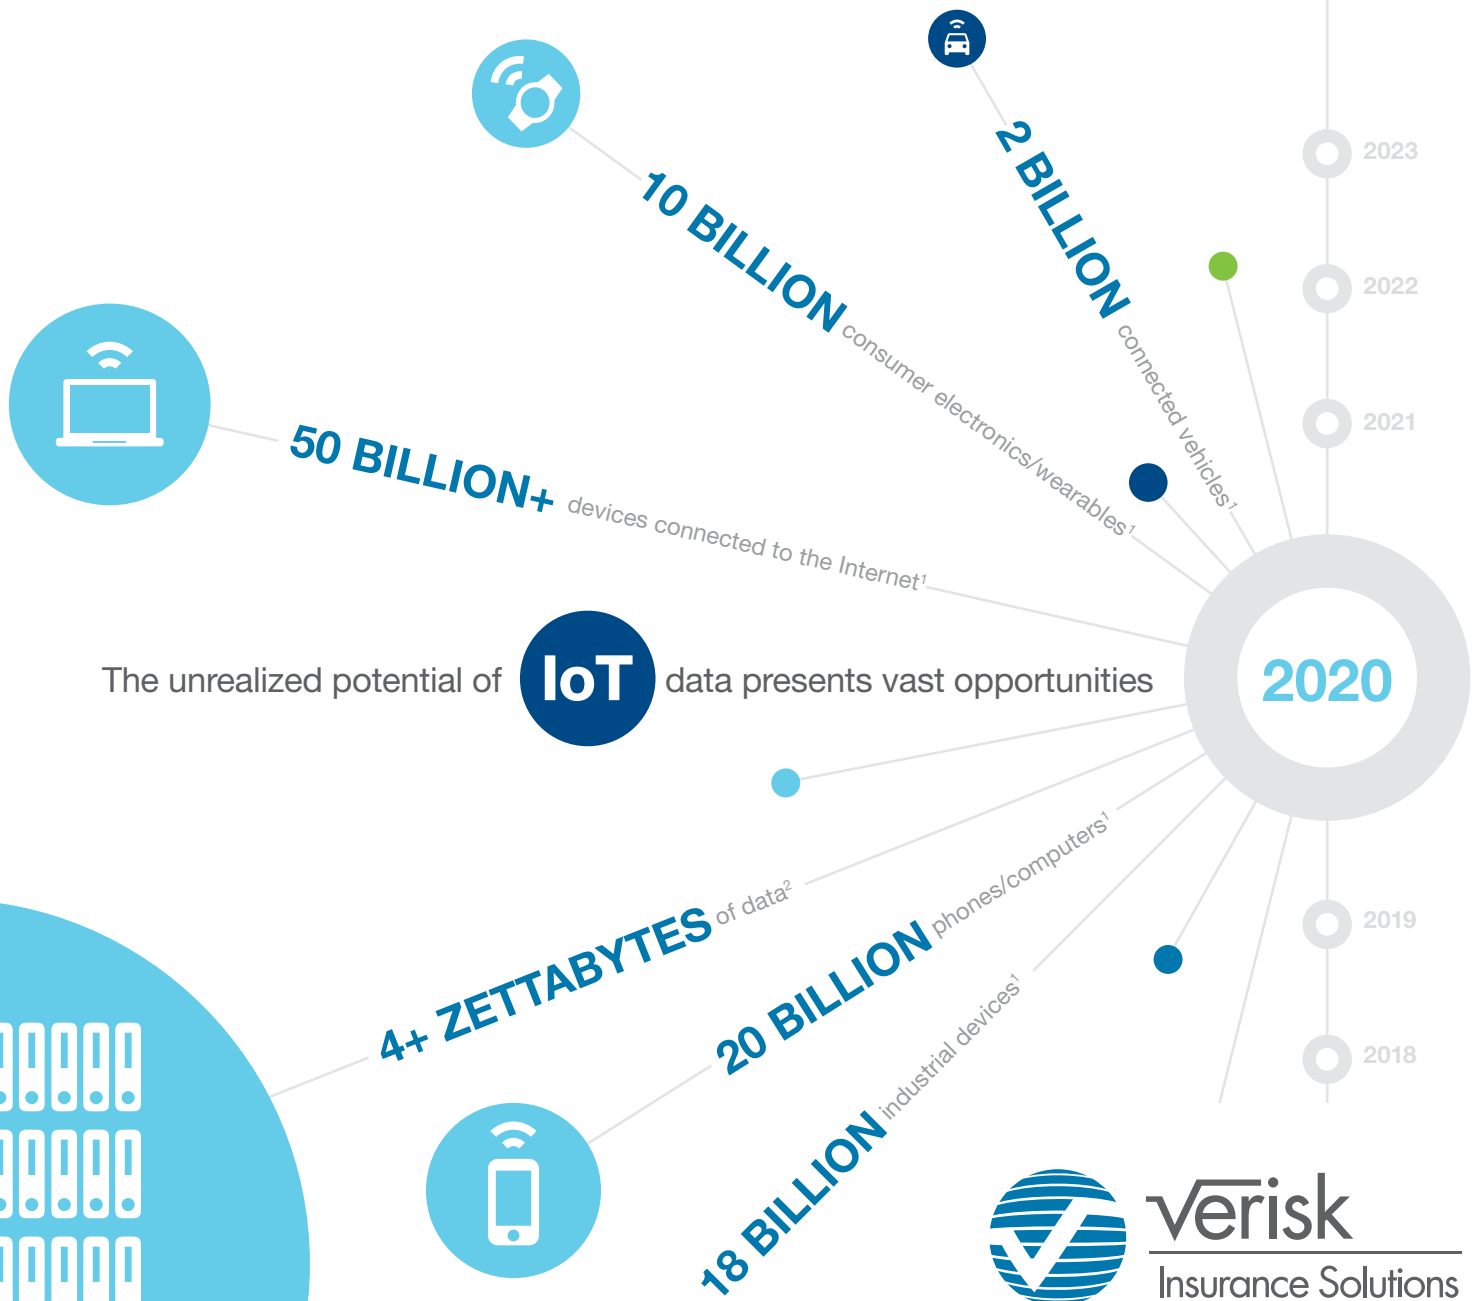 2 BILLION connected vehicles¹
10 BILLION consumer electronics/wearables¹
50 BILLION+ devices connected to the Internet¹
The unrealized potential of IoT data presents vast opportunities
4+ ZETTABYTES of data²
20 BILLION phones/computers¹
18 BILLION industrial devices¹
2023
2022
2021
2020
2019
2018
Verisk
Insurance Solutions